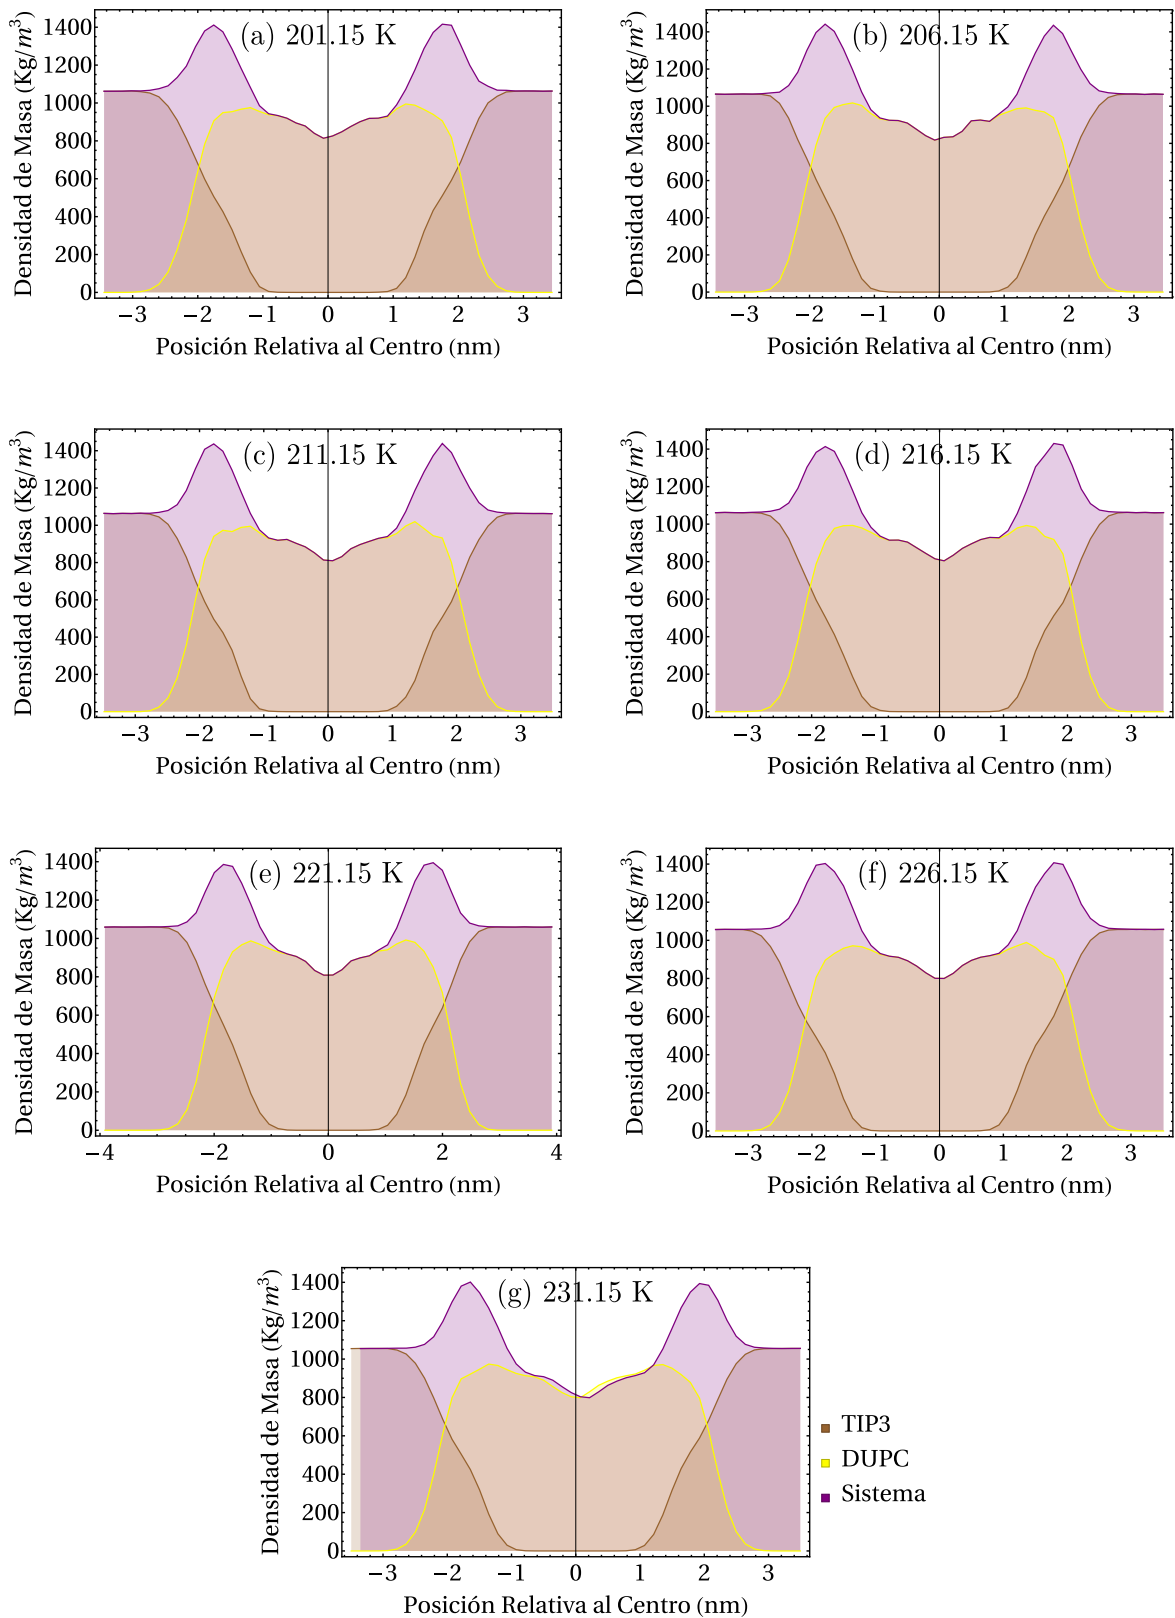 (a) 201.15 K
Densidad de Masa (Kg/m³)
1400
1200
1000
800
600
400
200
0
−3 −2 −1 0 1 2 3
Posición Relativa al Centro (nm)
(b) 206.15 K
Densidad de Masa (Kg/m³)
1400
1200
1000
800
600
400
200
0
−3 −2 −1 0 1 2 3
Posición Relativa al Centro (nm)
(c) 211.15 K
Densidad de Masa (Kg/m³)
1400
1200
1000
800
600
400
200
0
−3 −2 −1 0 1 2 3
Posición Relativa al Centro (nm)
(d) 216.15 K
Densidad de Masa (Kg/m³)
1400
1200
1000
800
600
400
200
0
−3 −2 −1 0 1 2 3
Posición Relativa al Centro (nm)
(e) 221.15 K
Densidad de Masa (Kg/m³)
1400
1200
1000
800
600
400
200
0
−4 −2 0 2 4
Posición Relativa al Centro (nm)
(f) 226.15 K
Densidad de Masa (Kg/m³)
1400
1200
1000
800
600
400
200
0
−3 −2 −1 0 1 2 3
Posición Relativa al Centro (nm)
(g) 231.15 K
Densidad de Masa (Kg/m³)
1400
1200
1000
800
600
400
200
0
−3 −2 −1 0 1 2 3
Posición Relativa al Centro (nm)
TIP3
DUPC
Sistema